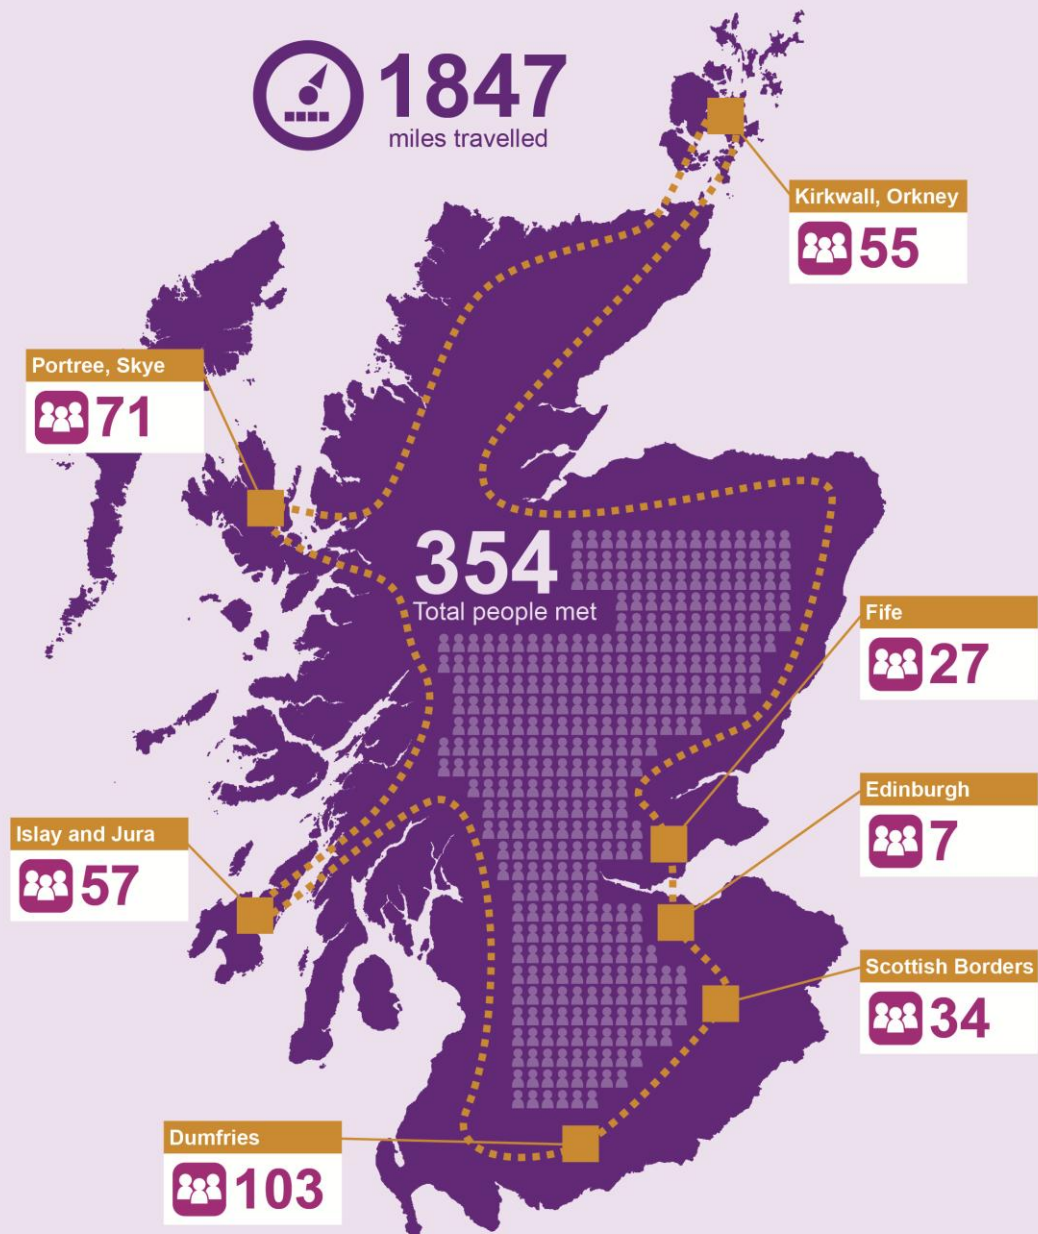 1847
miles travelled
Kirkwall, Orkney
55
Portree, Skye
71
354
Total people met
Fife
27
Edinburgh
7
Islay and Jura
57
Scottish Borders
34
Dumfries
103